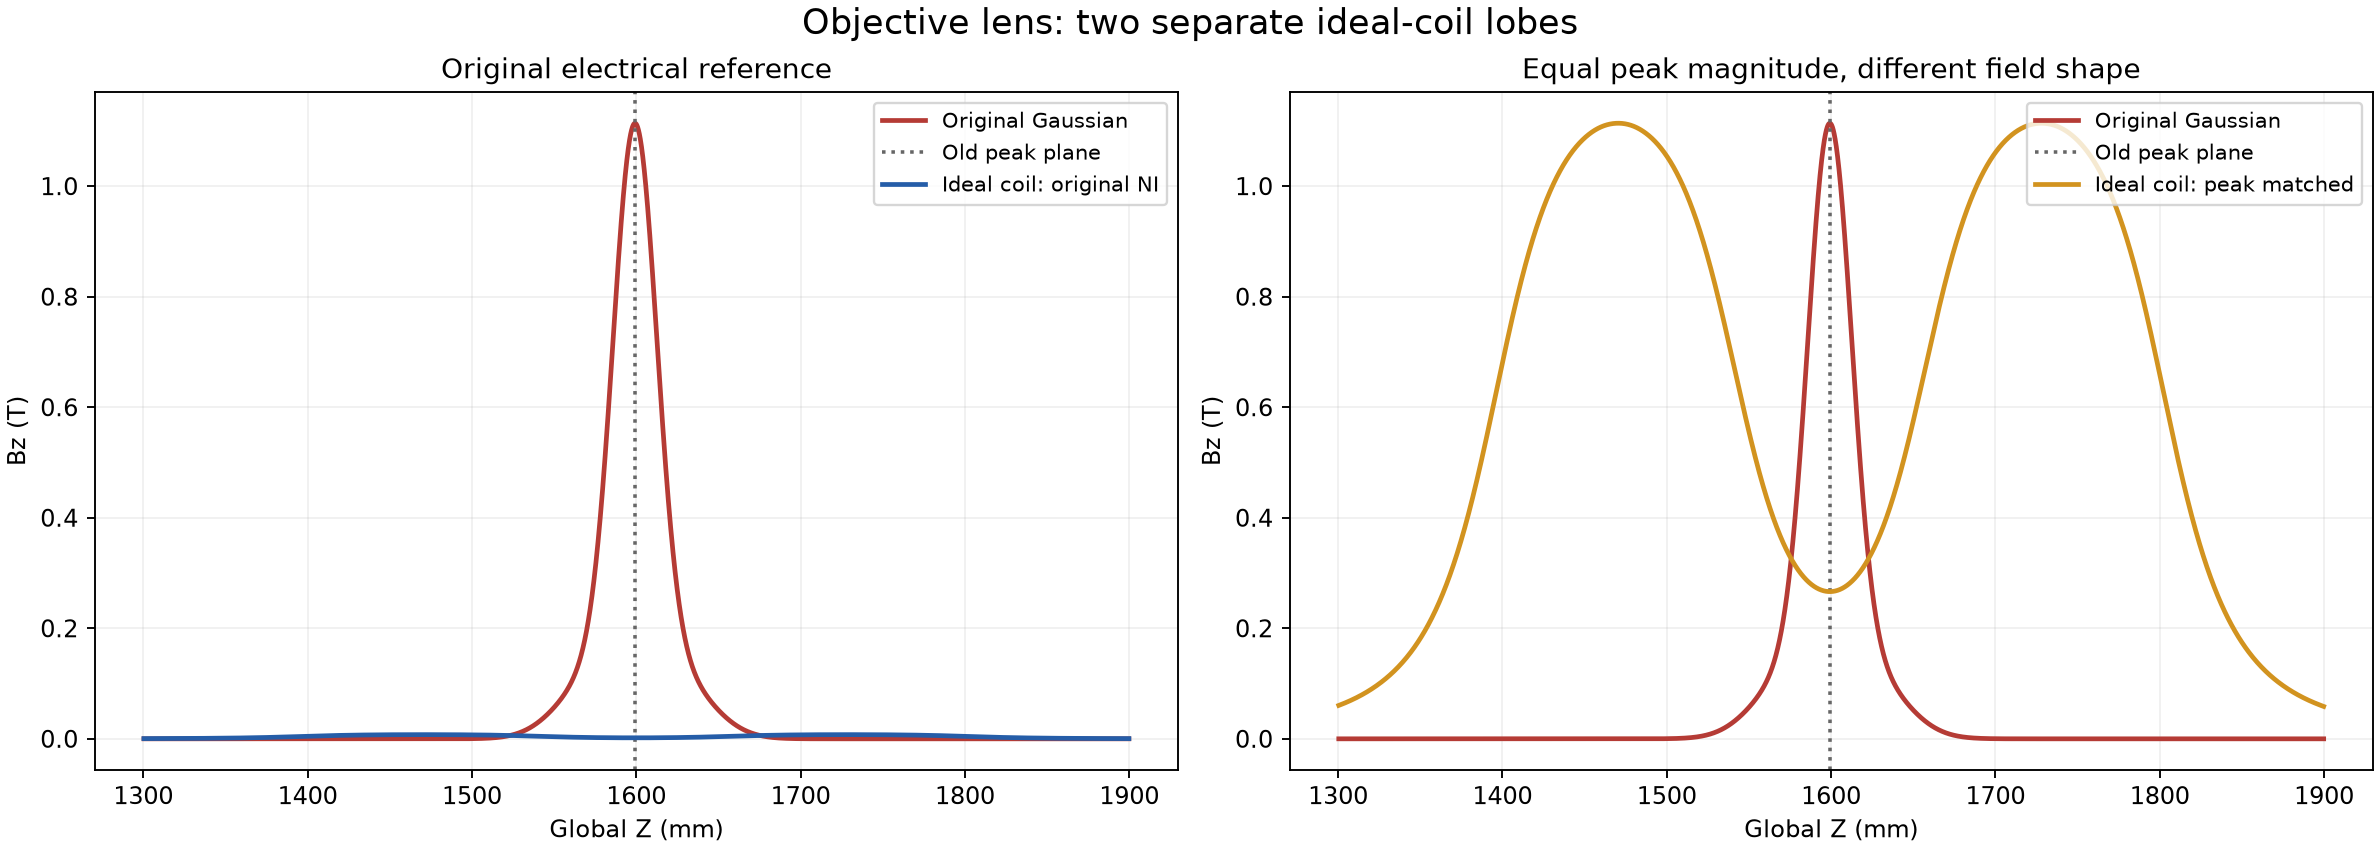 Objective lens: two separate ideal-coil lobes
Original electrical reference
Original Gaussian
Old peak plane
Ideal coil: original NI
Bz (T)
1.0
0.8
0.6
0.4
0.2
0.0
1300 1400 1500 1600 1700 1800 1900
Global Z (mm)
Equal peak magnitude, different field shape
Original Gaussian
Old peak plane
Ideal coil: peak matched
Bz (T)
1.0
0.8
0.6
0.4
0.2
0.0
1300 1400 1500 1600 1700 1800 1900
Global Z (mm)